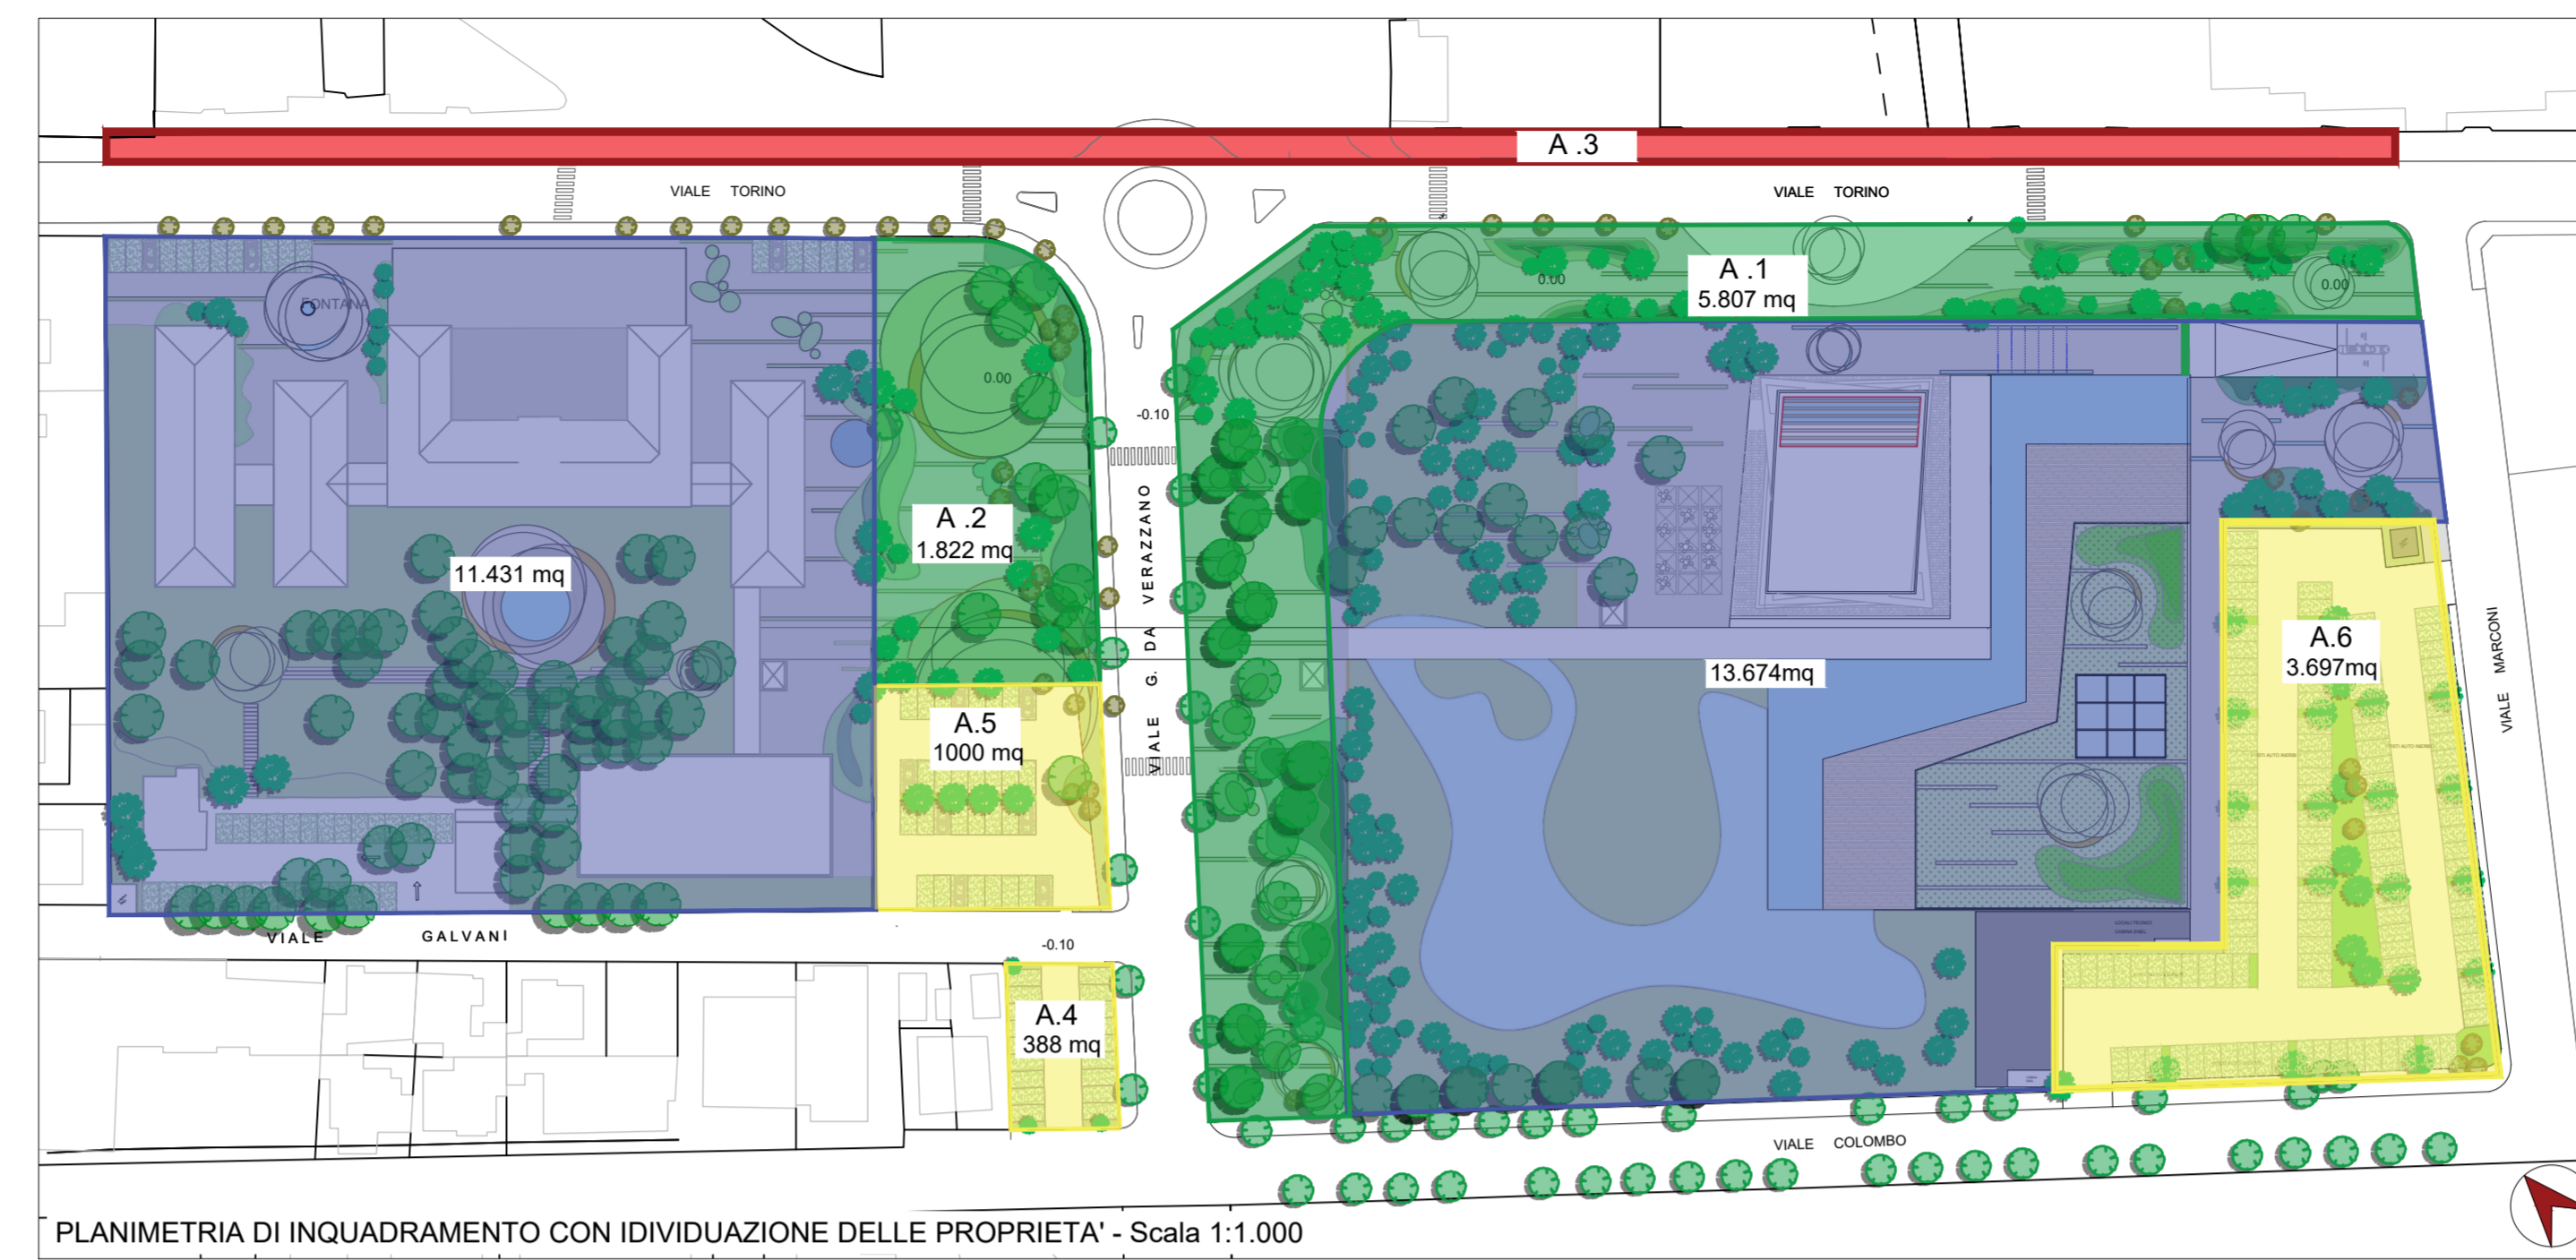 A .3
VIALE TORINO
VIALE TORINO
FONTANA
A .1
5.807 mq
0.00
0.00
0.00
-0.10
A .2
1.822 mq
11.431 mq
VIALE G. DA VERAZZANO
13.674mq
A.6
3.697mq
VIALE MARCONI
A.5
1000 mq
VIALE GALVANI
-0.10
A.4
388 mq
VIALE COLOMBO
PLANIMETRIA DI INQUADRAMENTO CON IDIVIDUAZIONE DELLE PROPRIETA' - Scala 1:1.000